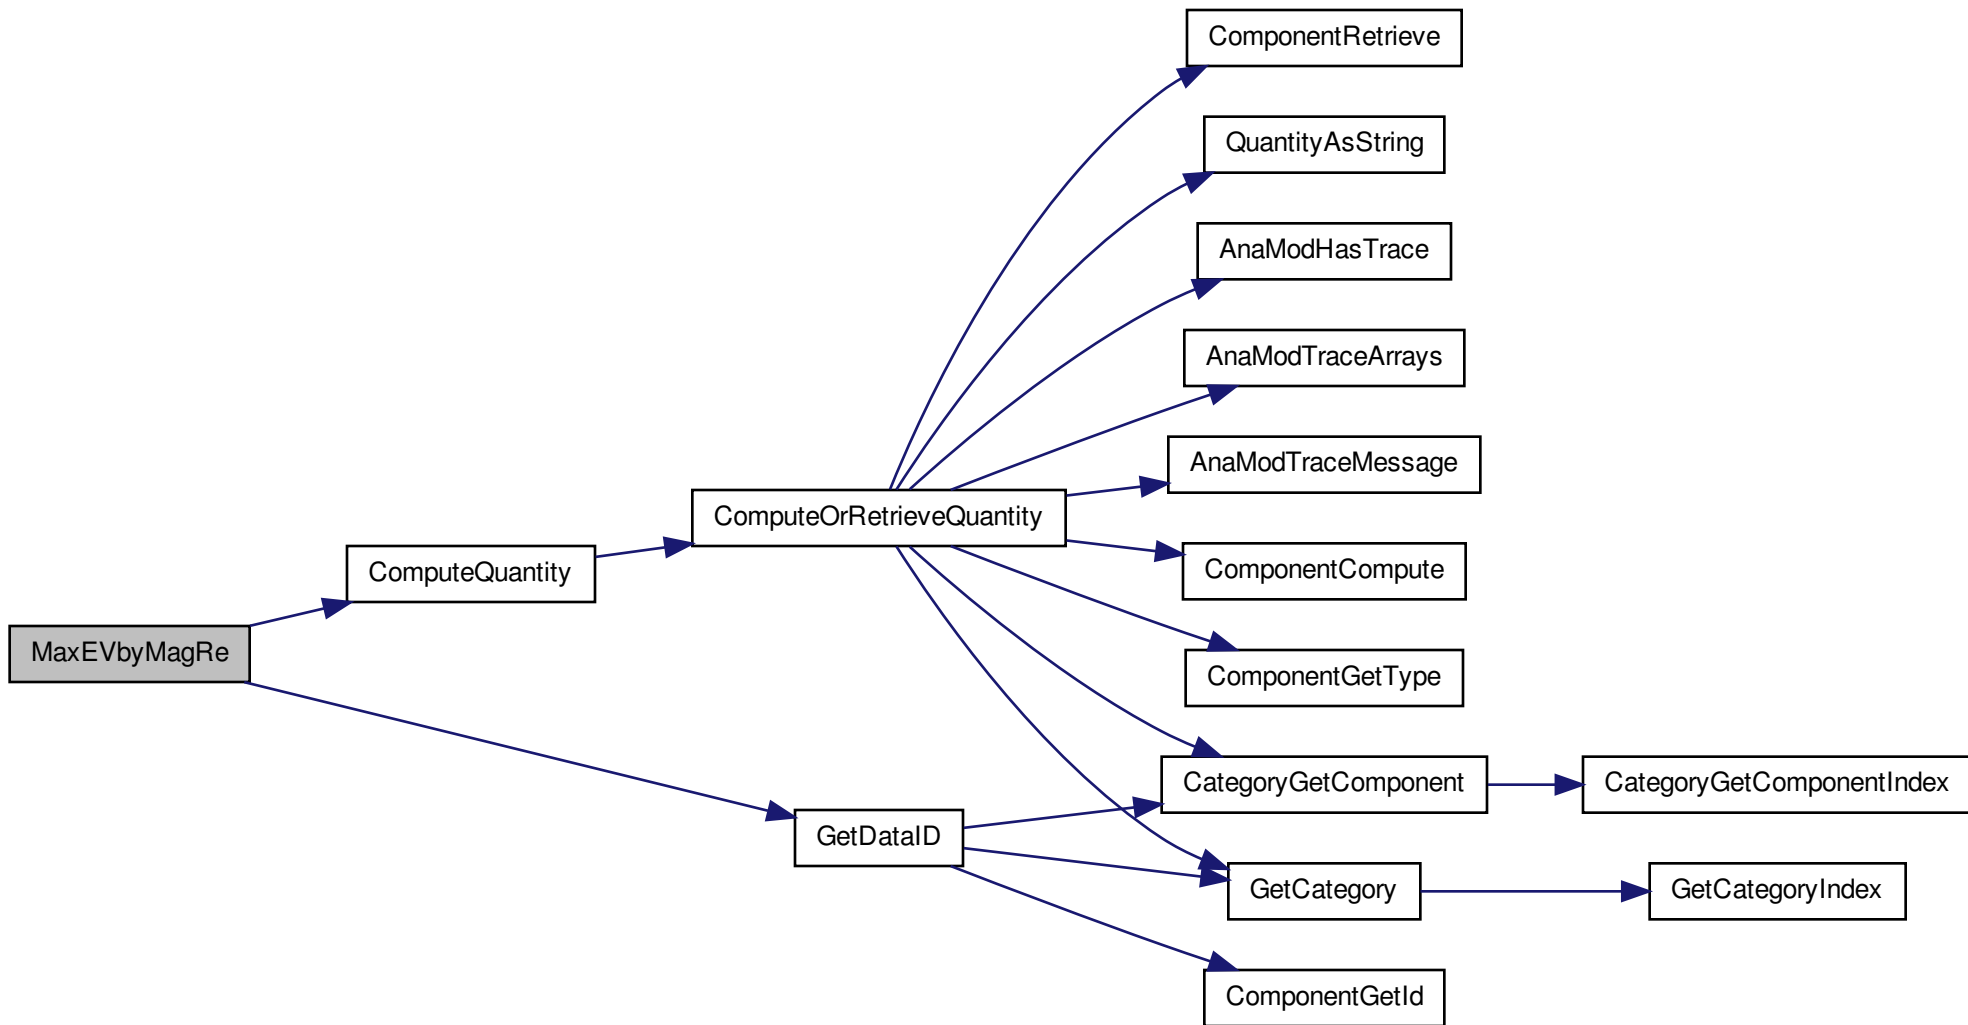 ComponentRetrieve
QuantityAsString
AnaModHasTrace
AnaModTraceArrays
AnaModTraceMessage
ComputeOrRetrieveQuantity
ComputeQuantity
ComponentCompute
MaxEVbyMagRe
ComponentGetType
CategoryGetComponent
CategoryGetComponentIndex
GetDataID
GetCategory
GetCategoryIndex
ComponentGetId